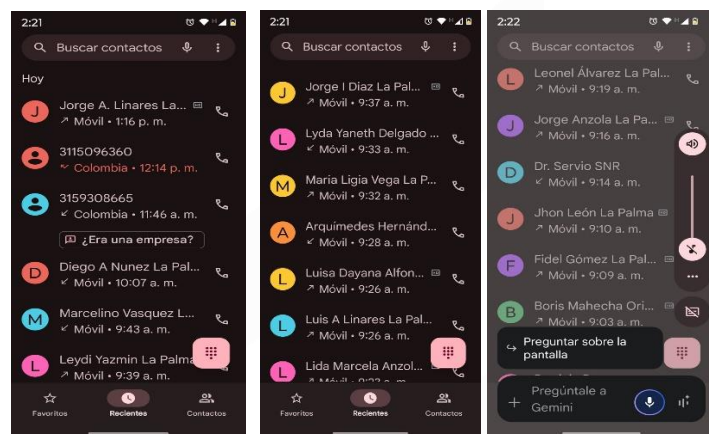 2:21
Buscar contactos
Hoy
Jorge A. Linares La...
↗ Móvil • 1:16 p. m.
3115096360
Colombia • 12:14 p. m.
3159308665
↙ Colombia • 11:46 a. m.
¿Era una empresa?
D
Diego A Nunez La Pal...
↙ Móvil • 10:07 a. m.
M
Marcelino Vasquez L...
↙ Móvil • 9:43 a. m.
L
Leydi Yazmin La Palma
↗ Móvil • 9:39 a. m.
Favoritos
Recientes
Contactos
2:21
Buscar contactos
J
Jorge I Diaz La Pal...
↗ Móvil • 9:37 a. m.
L
Lyda Yaneth Delgado ...
↙ Móvil • 9:33 a. m.
M
Maria Ligia Vega La P...
↗ Móvil • 9:32 a. m.
A
Arquímedes Hernánd...
↙ Móvil • 9:28 a. m.
L
Luisa Dayana Alfon...
↗ Móvil • 9:26 a. m.
L
Luis A Linares La Pal...
↗ Móvil • 9:26 a. m.
L
Lida Marcela Anzol...
Favoritos
Recientes
Contactos
2:22
Buscar contactos
L
Leonel Álvarez La Pal...
↗ Móvil • 9:19 a. m.
J
Jorge Anzola La Pa...
↗ Móvil • 9:16 a. m.
D
Dr. Servio SNR
↙ Móvil • 9:14 a. m.
J
Jhon León La Palma
↗ Móvil • 9:10 a. m.
F
Fidel Gómez La Pal...
↗ Móvil • 9:09 a. m.
B
Boris Mahecha Ori...
↗ Móvil • 9:03 a. m.
Preguntar sobre la
pantalla
Pregúntale a
Gemini